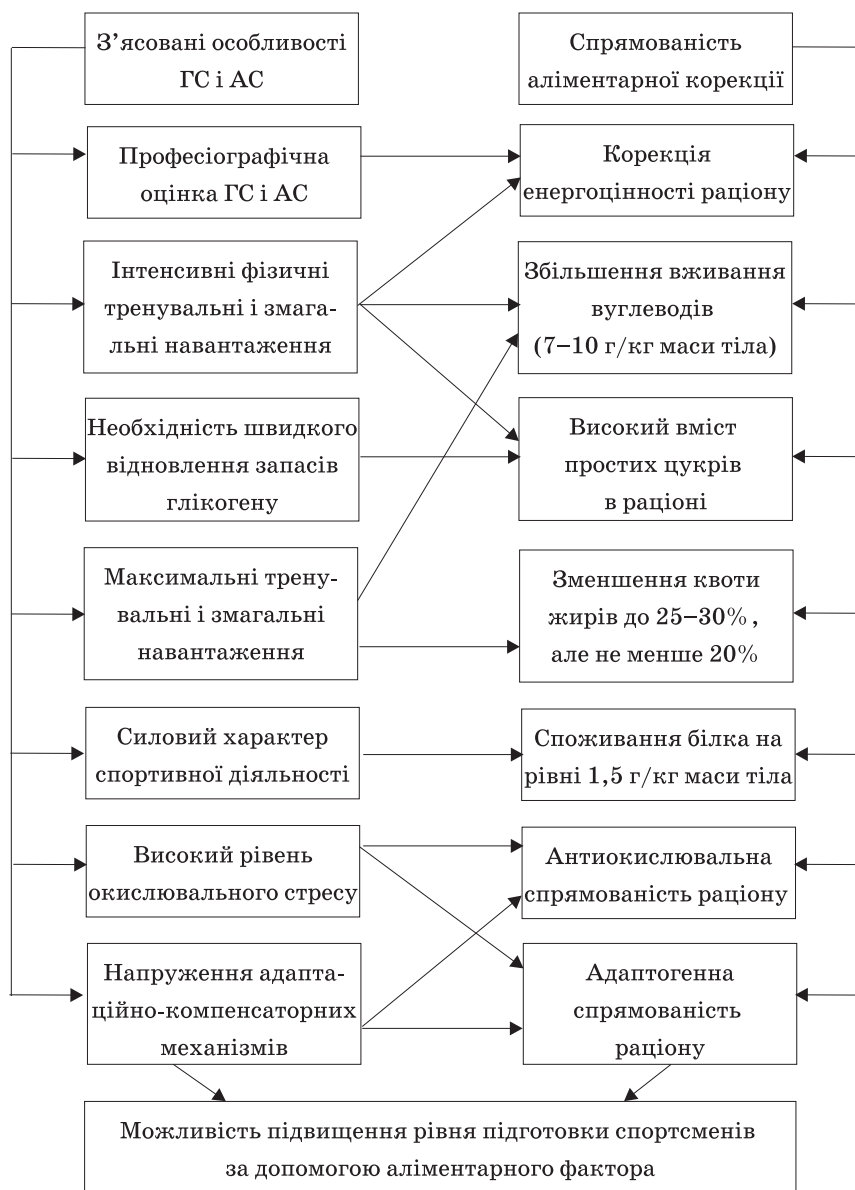 З’ясовані особливості
ГС і АС
Спрямованість
аліментарної корекції
Професіографічна
оцінка ГС і АС
Корекція
енергоцінності раціону
Інтенсивні фізичні
тренувальні і змага-
льні навантаження
Збільшення вживання
вуглеводів
(7–10 г/кг маси тіла)
Необхідність швидкого
відновлення запасів
глікогену
Високий вміст
простих цукрів
в раціоні
Максимальні трену-
вальні і змагальні
навантаження
Зменшення квоти
жирів до 25–30%,
але не менше 20%
Силовий характер
спортивної діяльності
Споживання білка на
рівні 1,5 г/кг маси тіла
Високий рівень
окислювального стресу
Антиокислювальна
спрямованість раціону
Напруження адапта-
ційно-компенсаторних
механізмів
Адаптогенна
спрямованість
раціону
Можливість підвищення рівня підготовки спортсменів
за допомогою аліментарного фактора